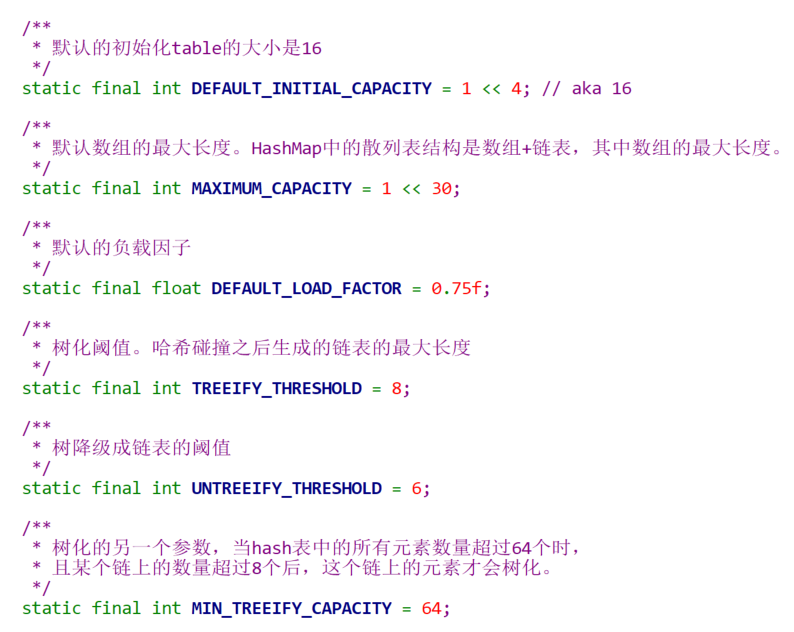 /**
 * 默认的初始化table的大小是16
 */
static final int DEFAULT_INITIAL_CAPACITY = 1 << 4; // aka 16
/**
 * 默认数组的最大长度。HashMap中的散列表结构是数组+链表，其中数组的最大长度。
 */
static final int MAXIMUM_CAPACITY = 1 << 30;
/**
 * 默认的负载因子
 */
static final float DEFAULT_LOAD_FACTOR = 0.75f;
/**
 * 树化阈值。哈希碰撞之后生成的链表的最大长度
 */
static final int TREEIFY_THRESHOLD = 8;
/**
 * 树降级成链表的阈值
 */
static final int UNTREEIFY_THRESHOLD = 6;
/**
 * 树化的另一个参数，当hash表中的所有元素数量超过64个时，
 * 且某个链上的数量超过8个后，这个链上的元素才会树化。
 */
static final int MIN_TREEIFY_CAPACITY = 64;